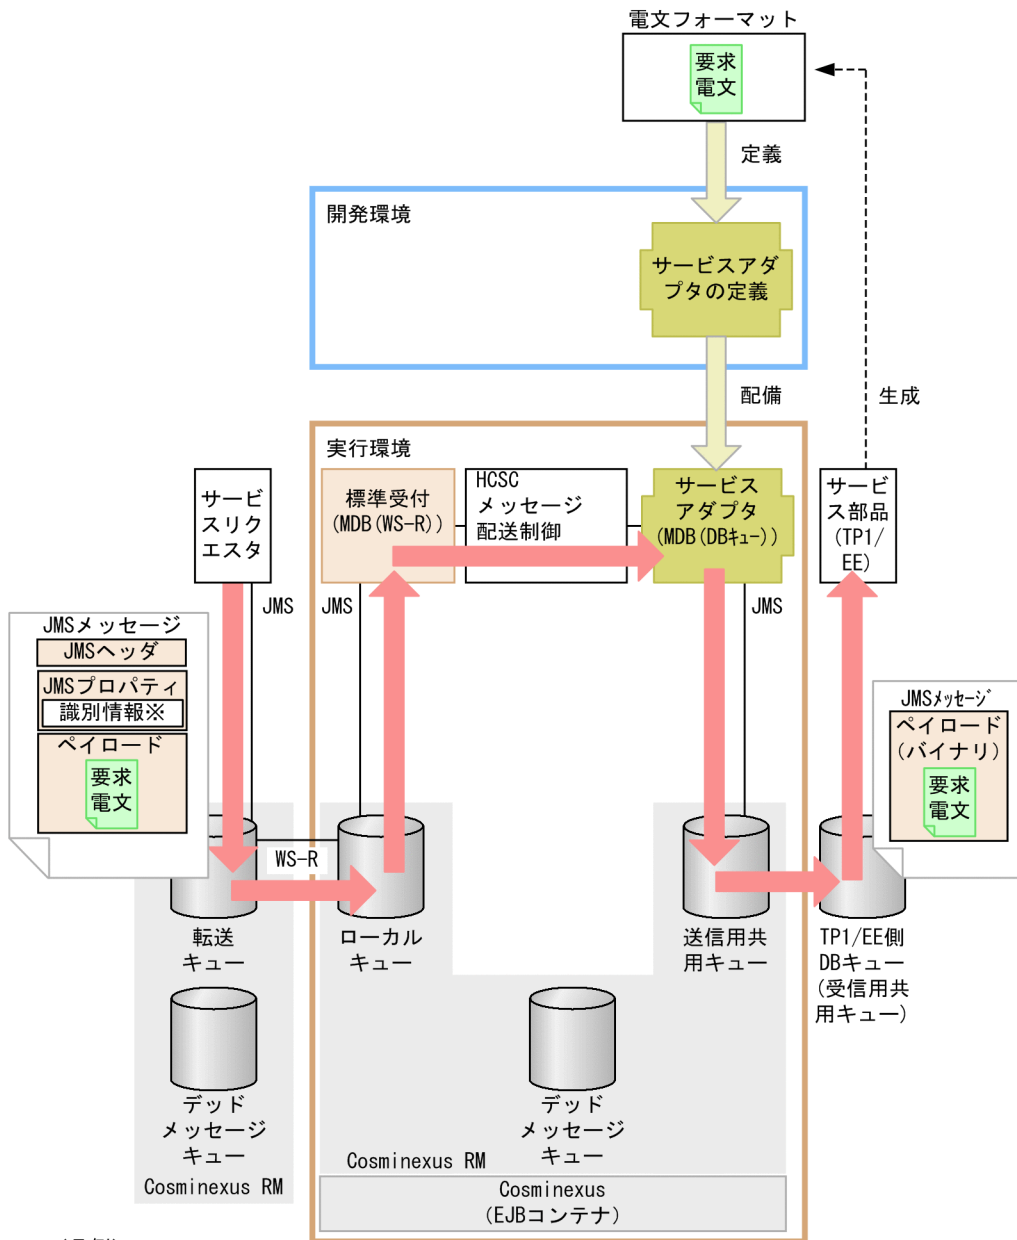 電文フォーマット
要求
電文
定義
開発環境
サービスアダ
プタの定義
配備
生成
実行環境
サービ
スリク
エスタ
標準受付
(MDB(WS-R))
HCSC
メッセージ
配送制御
サービス
アダプタ
(MDB(DBｷｭｰ))
サービ
ス部品
(TP1/
EE)
JMS
JMS
JMS
JMSメッセージ
JMSヘッダ
JMSプロパティ
識別情報※
ペイロード
要求
電文
JMSﾒｯｾｰｼﾞ
ペイロード
(バイナリ)
要求
電文
WS-R
転送
キュー
ローカル
キュー
送信用共
用キュー
TP1/EE側
DBキュー
(受信用共
用キュー)
デッド
メッセージ
キュー
デッド
メッセージ
キュー
Cosminexus RM
Cosminexus RM
Cosminexus
(EJBコンテナ)